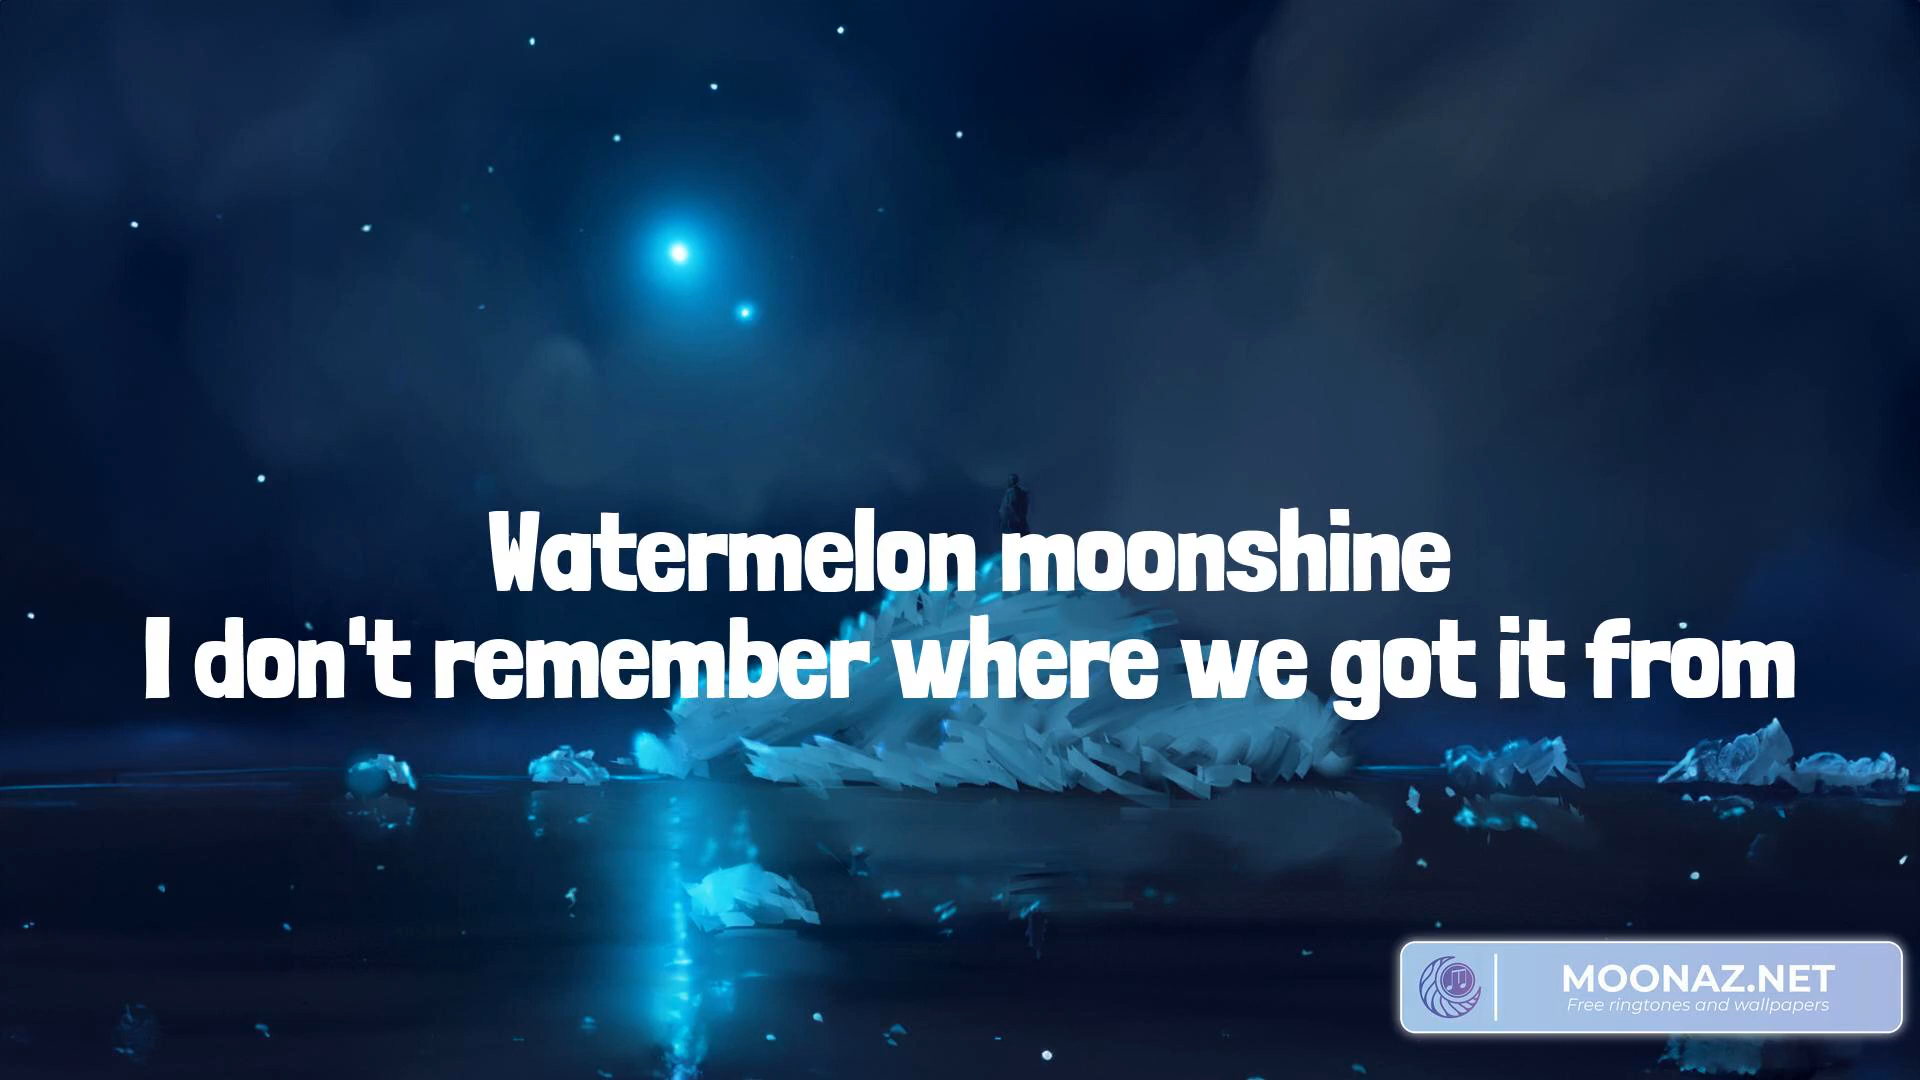 Watermelon moonshine
I don't remember where we got it from
MOONAZ.NET
Free ringtones and wallpapers